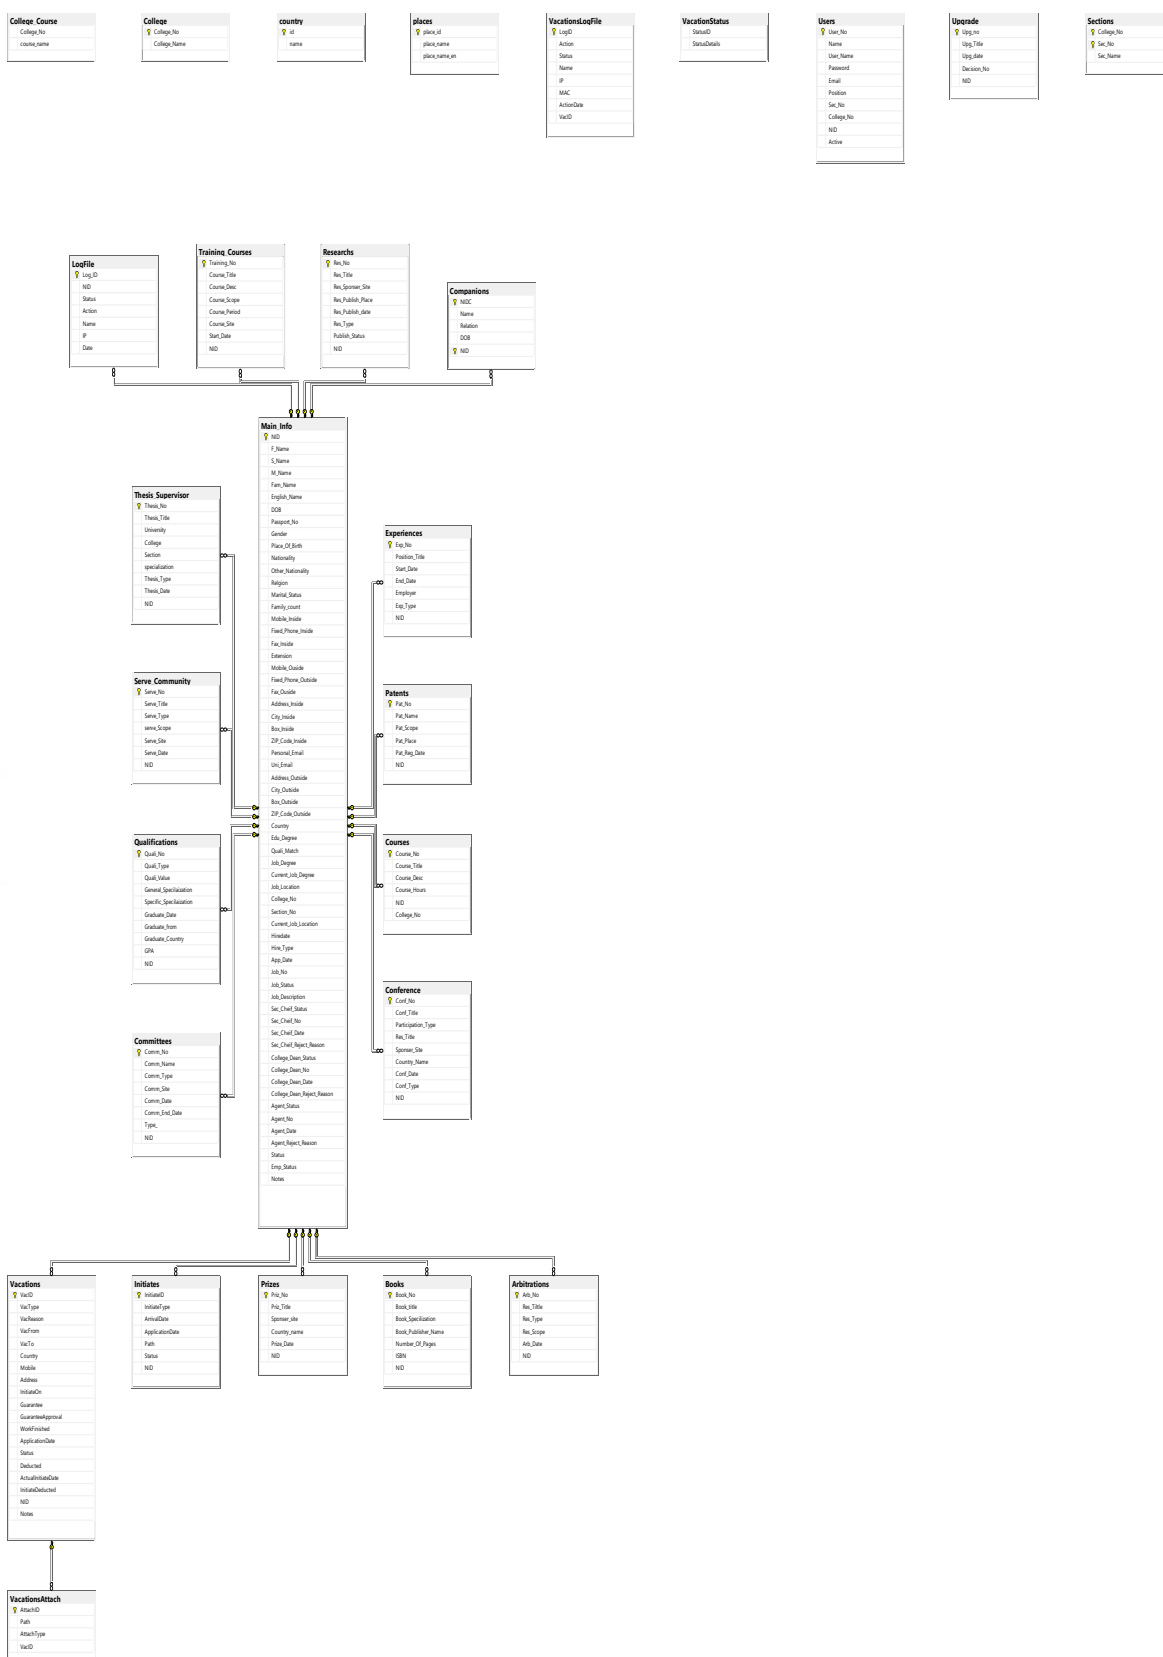 College_Course
College_No
course_name
College
College_No
College_Name
country
id
name
places
place_id
place_name
place_name_en
VacationsLogFile
LogID
Action
Status
Name
IP
MAC
ActionDate
VacID
VacationStatus
StatusID
StatusDetails
Users
User_No
Name
User_Name
Password
Email
Position
Sec_No
College_No
NID
Active
Upgrade
Upg_no
Upg_Title
Upg_date
Decision_No
NID
Sections
College_No
Sec_No
Sec_Name
LogFile
Log_ID
NID
Status
Action
Name
IP
Date
Training_Courses
Training_No
Course_Title
Course_Desc
Course_Scope
Course_Period
Course_Site
Start_Date
NID
Researchs
Res_No
Res_Title
Res_Sponser_Site
Res_Publish_Place
Res_Publish_date
Res_Type
Publish_Status
NID
Companions
NIDC
Name
Relation
DOB
NID
Main_Info
NID
F_Name
S_Name
M_Name
Fam_Name
English_Name
DOB
Passport_No
Gender
Place_Of_Birth
Nationality
Other_Nationality
Religion
Marital_Status
Family_count
Mobile_Inside
Fixed_Phone_Inside
Fax_Inside
Extension
Mobile_Ouside
Fixed_Phone_Outside
Fax_Ouside
Address_Inside
City_Inside
Box_Inside
ZIP_Code_Inside
Personal_Email
Uni_Email
Address_Outside
City_Outside
Box_Outside
ZIP_Code_Outside
Country
Edu_Degree
Quali_Match
Job_Degree
Current_Job_Degree
Job_Location
College_No
Section_No
Current_Job_Location
Hiredate
Hire_Type
App_Date
Job_No
Job_Status
Job_Description
Sec_Cheif_Status
Sec_Cheif_No
Sec_Cheif_Date
Sec_Cheif_Reject_Reason
College_Dean_Status
College_Dean_No
College_Dean_Date
College_Dean_Reject_Reason
Agent_Status
Agent_No
Agent_Date
Agent_Reject_Reason
Status
Emp_Status
Notes
Thesis_Supervisor
Thesis_No
Thesis_Title
University
College
Section
specialization
Thesis_Type
Thesis_Date
NID
Experiences
Exp_No
Position_Title
Start_Date
End_Date
Employer
Exp_Type
NID
Serve_Community
Serve_No
Serve_Title
Serve_Type
serve_Scope
Serve_Site
Serve_Date
NID
Patents
Pat_No
Pat_Name
Pat_Scope
Pat_Place
Pat_Reg_Date
NID
Qualifications
Quali_No
Quali_Type
Quali_Value
General_Speciliaization
Specific_Speciliaization
Graduate_Date
Graduate_from
Graduate_Country
GPA
NID
Courses
Course_No
Course_Title
Course_Desc
Course_Hours
NID
College_No
Committees
Comm_No
Comm_Name
Comm_Type
Comm_Site
Comm_Date
Comm_End_Date
Type_
NID
Conference
Conf_No
Conf_Title
Participation_Type
Res_Title
Sponser_Site
Country_Name
Conf_Date
Conf_Type
NID
Vacations
VacID
VacType
VacReason
VacFrom
VacTo
Country
Mobile
Address
InitiateOn
Guarantee
GuaranteeApproval
WorkFinished
ApplicationDate
Status
Deducted
ActualInitiateDate
InitiateDeducted
NID
Notes
Initiates
InitiateID
InitiateType
ArrivalDate
ApplicationDate
Path
Status
NID
Prizes
Priz_No
Priz_Title
Sponser_site
Country_name
Prize_Date
NID
Books
Book_No
Book_title
Book_Specilization
Book_Publisher_Name
Number_Of_Pages
ISBN
NID
Arbitrations
Arb_No
Res_Tiltle
Res_Type
Res_Scope
Arb_Date
NID
VacationsAttach
AttachID
Path
AttachType
VacID